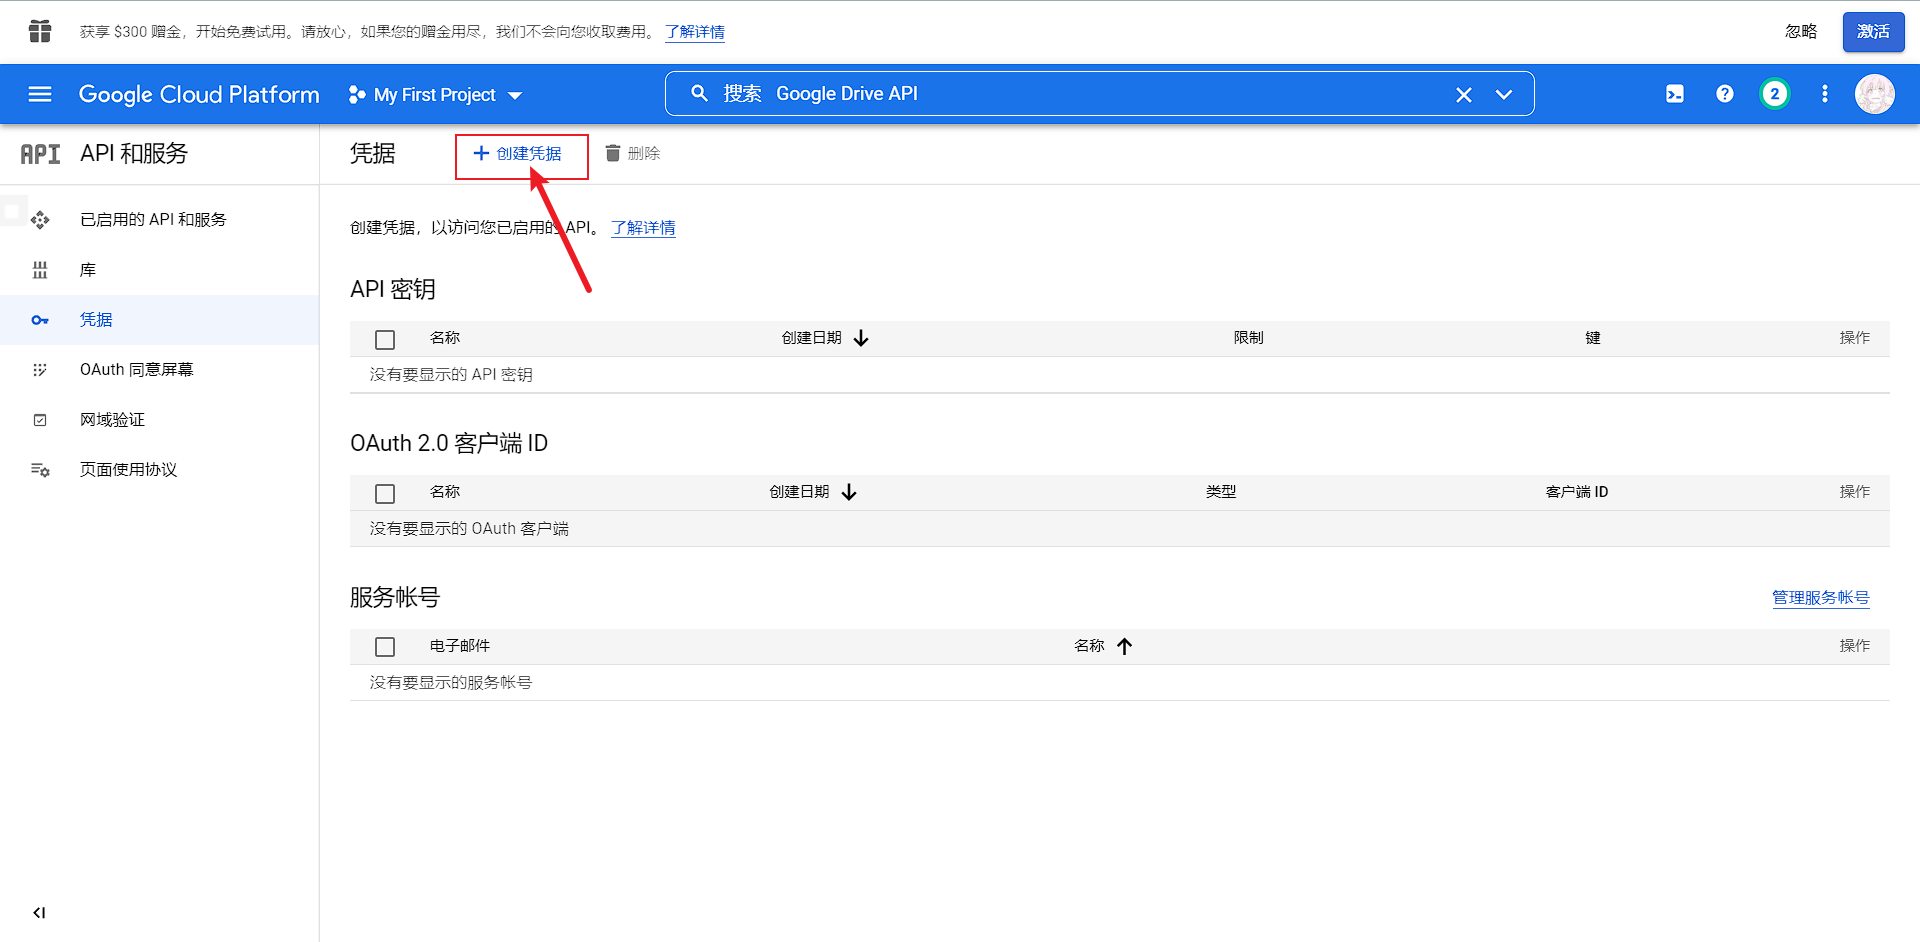 获享 $300 赠金，开始免费试用。请放心，如果您的赠金用尽，我们不会向您收取费用。 了解详情
忽略
激活
Google Cloud Platform
My First Project
搜索 Google Drive API
2
API API 和服务
凭据
创建凭据
删除
已启用的 API 和服务
库
凭据
OAuth 同意屏幕
网域验证
页面使用协议
创建凭据，以访问您已启用的 API。 了解详情
API 密钥
名称 创建日期 限制 键 操作
没有要显示的 API 密钥
OAuth 2.0 客户端 ID
名称 创建日期 类型 客户端 ID 操作
没有要显示的 OAuth 客户端
服务帐号
管理服务帐号
电子邮件 名称 操作
没有要显示的服务帐号